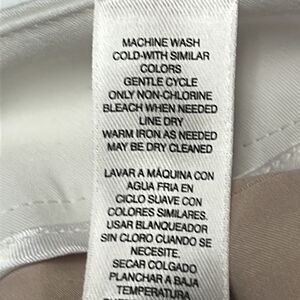 MACHINE WASH
COLD-WITH SIMILAR
COLORS
GENTLE CYCLE
ONLY NON-CHLORINE
BLEACH WHEN NEEDED
LINE DRY
WARM IRON AS NEEDED
MAY BE DRY CLEANED
LAVAR A MÁQUINA CON
AGUA FRIA EN
CICLO SUAVE CON
COLORES SIMILARES.
USAR BLANQUEADOR
SIN CLORO CUANDO SE
NECESITE.
SECAR COLGADO
PLANCHAR A BAJA
TEMPERATURA